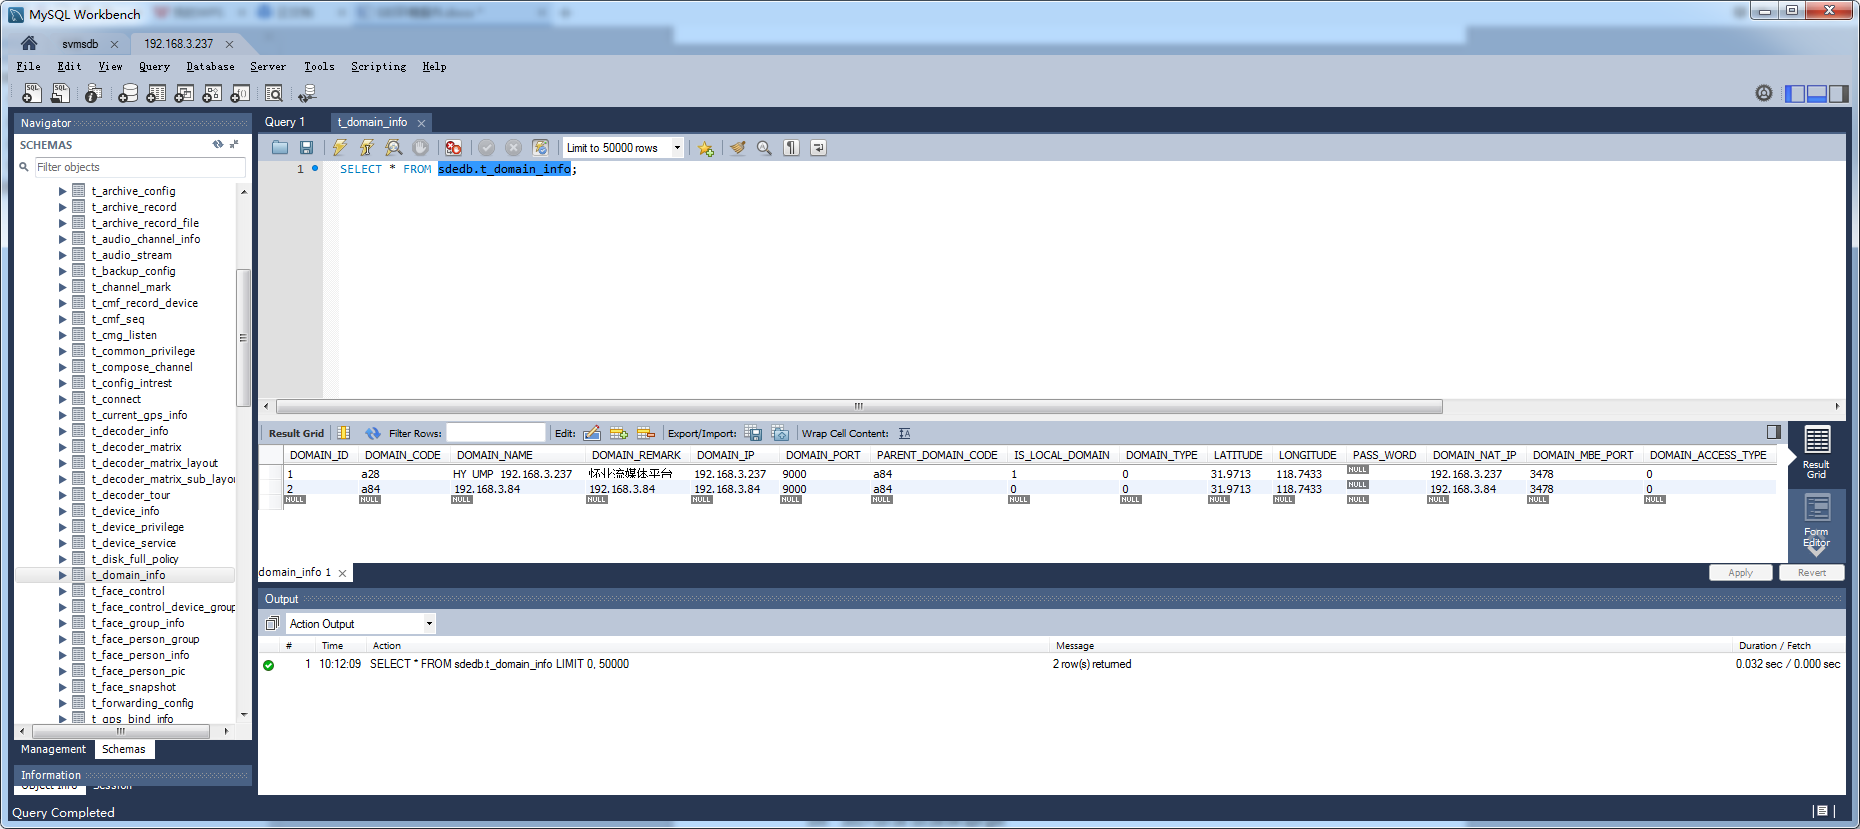 MySQL Workbench
svmsdb
192.168.3.237
File Edit View Query Database Server Tools Scripting Help
Navigator
SCHEMAS
Filter objects
t_archive_config
t_archive_record
t_archive_record_file
t_audio_channel_info
t_audio_stream
t_backup_config
t_channel_mark
t_cmf_record_device
t_cmf_seq
t_cmg_listen
t_common_privilege
t_compose_channel
t_config_intrest
t_connect
t_current_gps_info
t_decoder_info
t_decoder_matrix
t_decoder_matrix_layout
t_decoder_matrix_sub_layou
t_decoder_tour
t_device_info
t_device_privilege
t_device_service
t_disk_full_policy
t_domain_info
t_face_control
t_face_control_device_group
t_face_group_info
t_face_person_group
t_face_person_info
t_face_person_pic
t_face_snapshot
t_forwarding_config
t_gps_bind_info
Management Schemas
Information
Object Info Session
Query Completed
Query 1 t_domain_info
Limit to 50000 rows
1 SELECT * FROM sdedb.t_domain_info;
Result Grid Filter Rows: Edit: Export/Import: Wrap Cell Content:
DOMAIN_ID DOMAIN_CODE DOMAIN_NAME DOMAIN_REMARK DOMAIN_IP DOMAIN_PORT PARENT_DOMAIN_CODE IS_LOCAL_DOMAIN DOMAIN_TYPE LATITUDE LONGITUDE PASS_WORD DOMAIN_NAT_IP DOMAIN_MBE_PORT DOMAIN_ACCESS_TYPE
1 a28 HY_UMP_192.168.3.237 怀业流媒体平台 192.168.3.237 9000 a84 1 0 31.9713 118.7433 NULL 192.168.3.237 3478 0
2 a84 192.168.3.84 192.168.3.84 192.168.3.84 9000 a84 0 0 31.9713 118.7433 NULL 192.168.3.84 3478 0
NULL NULL NULL NULL NULL NULL NULL NULL NULL NULL NULL NULL NULL NULL NULL
Result Grid
Form Editor
domain_info 1
Apply Revert
Output
Action Output
# Time Action Message Duration / Fetch
1 10:12:09 SELECT * FROM sdedb.t_domain_info LIMIT 0, 50000 2 row(s) returned 0.032 sec / 0.000 sec